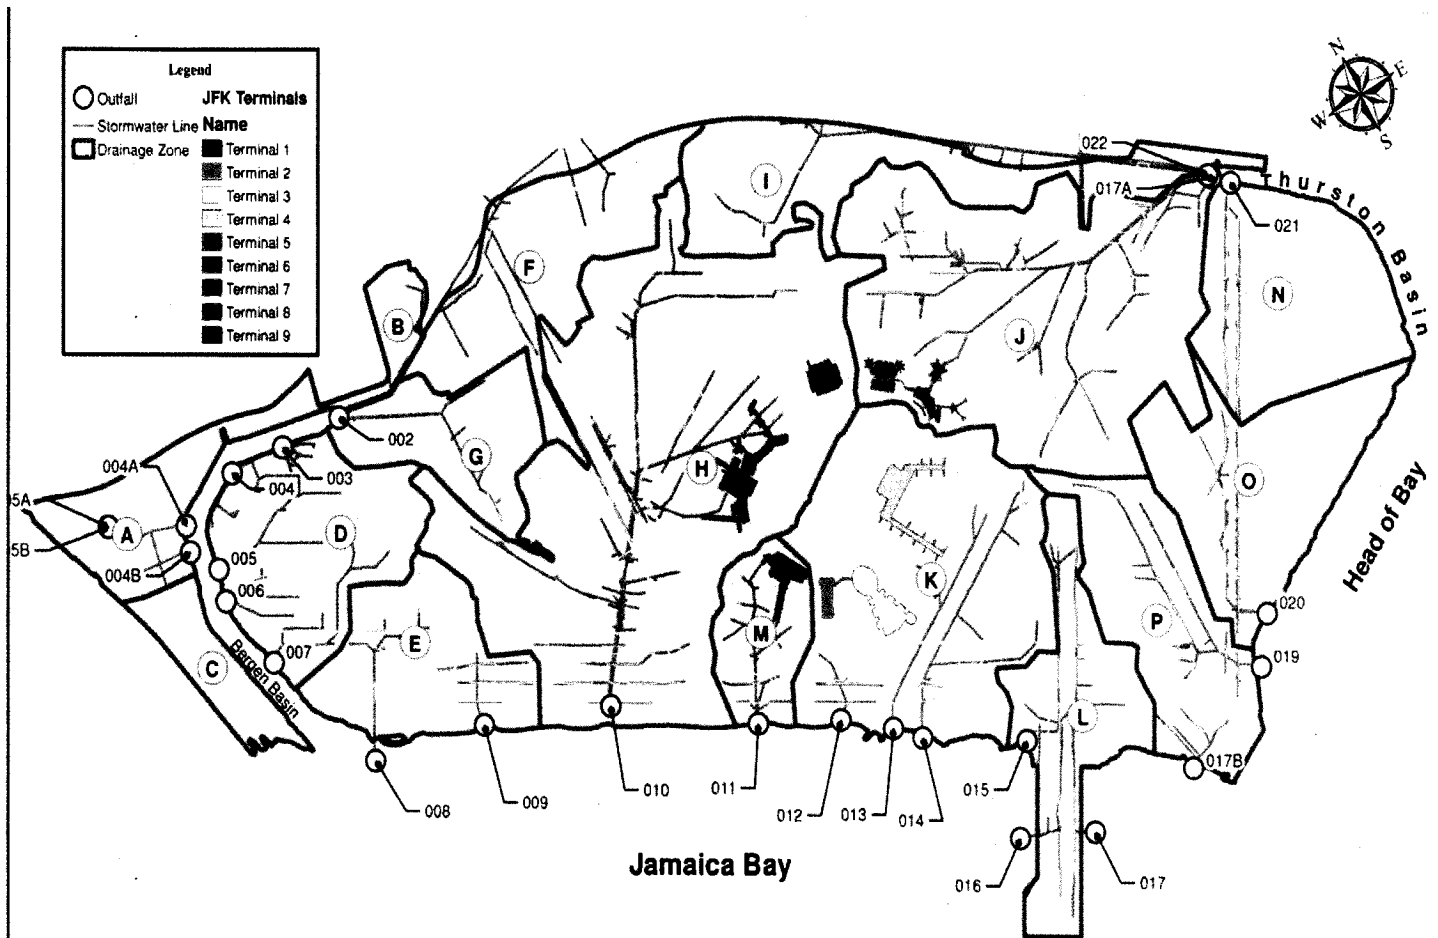 Legend
Outfall
Stormwater Line
Drainage Zone
JFK Terminals
Name
Terminal 1
Terminal 2
Terminal 3
Terminal 4
Terminal 5
Terminal 6
Terminal 7
Terminal 8
Terminal 9
N
E
S
W
022
017A
021
Thurston Basin
I
F
B
N
J
002
003
004
004A
05A
5B
A
004B
G
D
H
O
005
006
007
K
M
E
C
P
L
Bergen Basin
Head of Bay
020
019
017B
008
009
010
011
012
013
014
015
016
017
Jamaica Bay